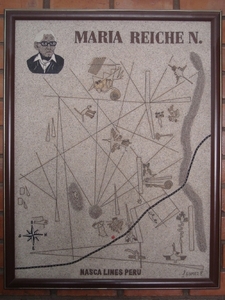 MARIA REICHE N.
NASCA LINES PERU